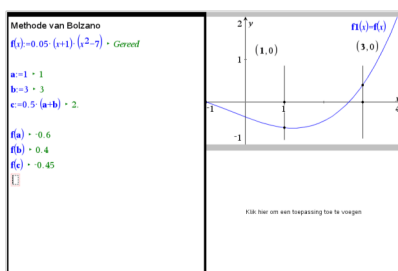 Methode van Bolzano
f(x):=0.05·(x+1)·(x²−7) ▸ Gereed
a:=1 ▸ 1
b:=3 ▸ 3
c:=0.5·(a+b) ▸ 2.
f(a) ▸ -0.6
f(b) ▸ 0.4
f(c) ▸ -0.45
2 y
f1(x)=f(x)
(1,0)
(3,0)
1
x
-1
1
3
4
-1
Klik hier om een toepassing toe te voegen